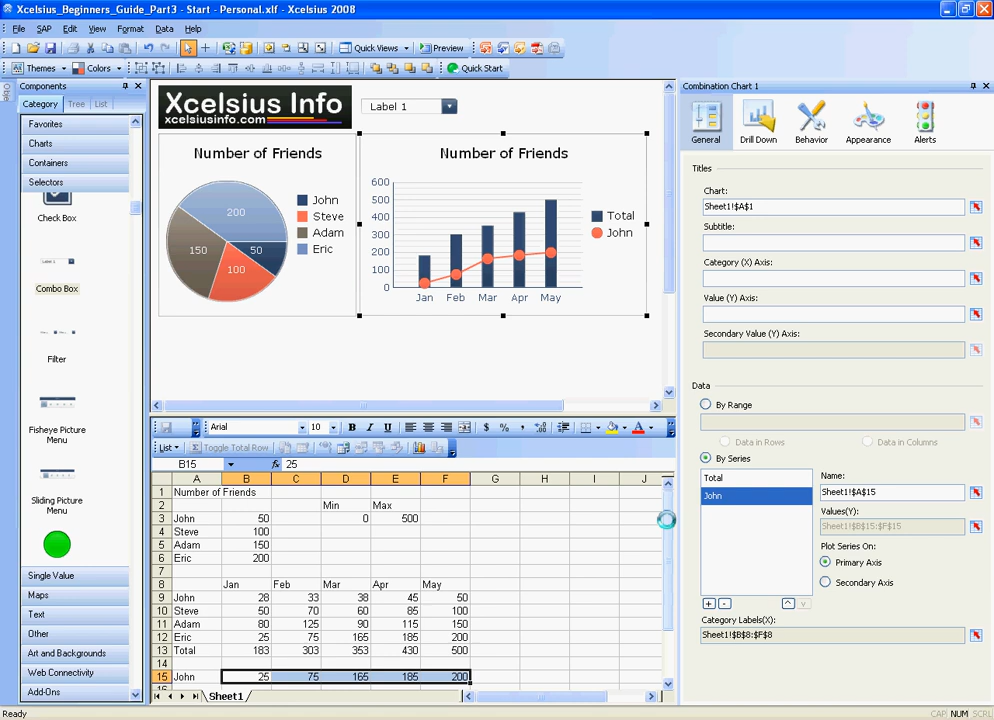 Xcelsius_Beginners_Guide_Part3 - Start - Personal.xlf - Xcelsius 2008
File SAP Edit View Format Data Help
Quick Views Preview
Themes Colors Quick Start
Components
Category Tree List
Favorites
Charts
Containers
Selectors
Check Box
Label 1
Combo Box
Filter
Fisheye Picture
Menu
Sliding Picture
Menu
Single Value
Maps
Text
Other
Art and Backgrounds
Web Connectivity
Add-Ons
Xcelsius Info
xcelsiusinfo.com
Label 1
Number of Friends
200
150
50
100
John
Steve
Adam
Eric
Number of Friends
600
500
400
300
200
100
0
Jan Feb Mar Apr May
Total
John
Arial 10 B I U $ % ,
List Σ Toggle Total Row
B15 fx 25
A B C D E F G H I J
1 Number of Friends
2 Min Max
3 John 50 0 500
4 Steve 100
5 Adam 150
6 Eric 200
7
8 Jan Feb Mar Apr May
9 John 28 33 38 45 50
10 Steve 50 70 60 85 100
11 Adam 80 125 90 115 150
12 Eric 25 75 165 185 200
13 Total 183 303 353 430 500
14
15 John 25 75 165 185 200
Sheet1
Combination Chart 1
General Drill Down Behavior Appearance Alerts
Titles
Chart:
Sheet1!$A$1
Subtitle:
Category (X) Axis:
Value (Y) Axis:
Secondary Value (Y) Axis:
Data
By Range
Data in Rows Data in Columns
By Series
Total
John
Name:
Sheet1!$A$15
Values(Y):
Sheet1!$B$15:$F$15
Plot Series On:
Primary Axis
Secondary Axis
Category Labels(X):
Sheet1!$B$8:$F$8
Ready
CAP NUM SCRL